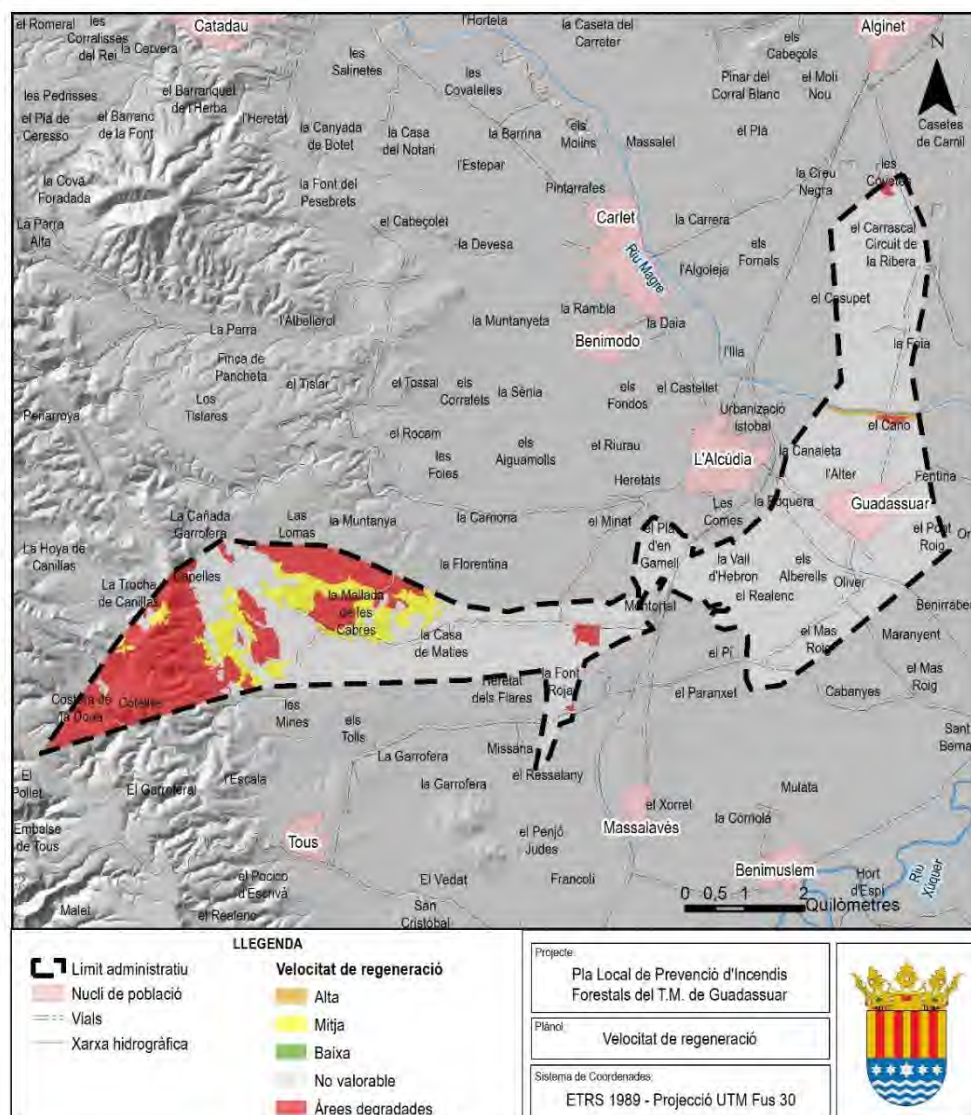 el Romeral
les
Corralisses
del Rei
la Cervera
Catadau
l'Horteta
la Caseta del
Carreter
Alginet
els
Cabeçols
N
les
Salinetes
les
Covatelles
Pinar del
Corral Blanc
el Moli
Nou
les Pedrisses
el Barranquet
de l'Herba
el Pla de
Ceresso
el Barranc
de la Font
l'Heretat
la Canyada
de Botet
la Casa
del Notari
la Barrina
els
Molins
Massalet
el Plà
Casetes
de Camil
l'Estepar
la Cova
Foradada
la Font del
Pesebrets
Pintarrafes
la Creu
Negra
les
Covetes
La Parra
Alta
el Cabeçolet
Carlet
la Carrera
el Carrascal
Circuit de
la Ribera
la Devesa
Riu Magre
l'Algoleja
els
Fornals
La Parra
l'Albellerol
la Muntanyeta
la Rambla
la Daia
el Casupet
Benimodo
l'Illa
la Foia
Finca de
Pancheta
el Tislar
Los
Tislares
el Tossal
els
Corralets
la Sènia
els
Fondos
el Castellet
Urbanizació
Istobal
Peñarroya
el Rocam
les
Foies
els
Aiguamolls
el Riurau
L'Alcúdia
la Canaleta
el Cano
l'Alter
Fentina
Heretats
La Cañada
Garrofera
Las
Lomas
la Muntanya
la Carnona
el Minat
Les
Comes
la Boquera
Guadassuar
La Hoya de
Canillas
el Pla
d'en
Gamell
el Pont
Roig
La Trocha
de Canillas
Canelles
la Florentina
la Vall
d'Hebron
els
Alberells
Oliver
la Mallada
de les
Cabres
Montortal
el Realenc
Benirrabe
la Casa
de Maties
el Mas
Roig
Maranyent
el Pí
Costera de
la Doixa
Cotelles
Heretat
dels Flares
la Font
Roja
el Paranxet
Cabanyes
el Mas
Roig
les
Mines
els
Tolls
Missana
Sant
Berna
El
Pollet
El Garroferal
l'Escala
La Garrofera
la Garrofera
el Ressalany
Mulata
Embalse
de Tous
Tous
Massalavés
el Xorrel
la Corriola
el Penjó
Judes
Benimuslem
el Pocico
d'Escrivà
El Vedat
Francolí
Hort
d'Espí
Riu
Xúquer
Malet
el Realenc
San
Cristóbal
0 0,5 1 2
Quilòmetres
LLEGENDA
Limit administratiu
Nucli de població
Vials
Xarxa hidrogràfica
Velocitat de regeneració
Alta
Mitja
Baixa
No valorable
Àrees degradades
Projecte:
Pla Local de Prevenció d'Incendis
Forestals del T.M. de Guadassuar
Plànol:
Velocitat de regeneració
Sistema de Coordenades:
ETRS 1989 - Projecció UTM Fus 30